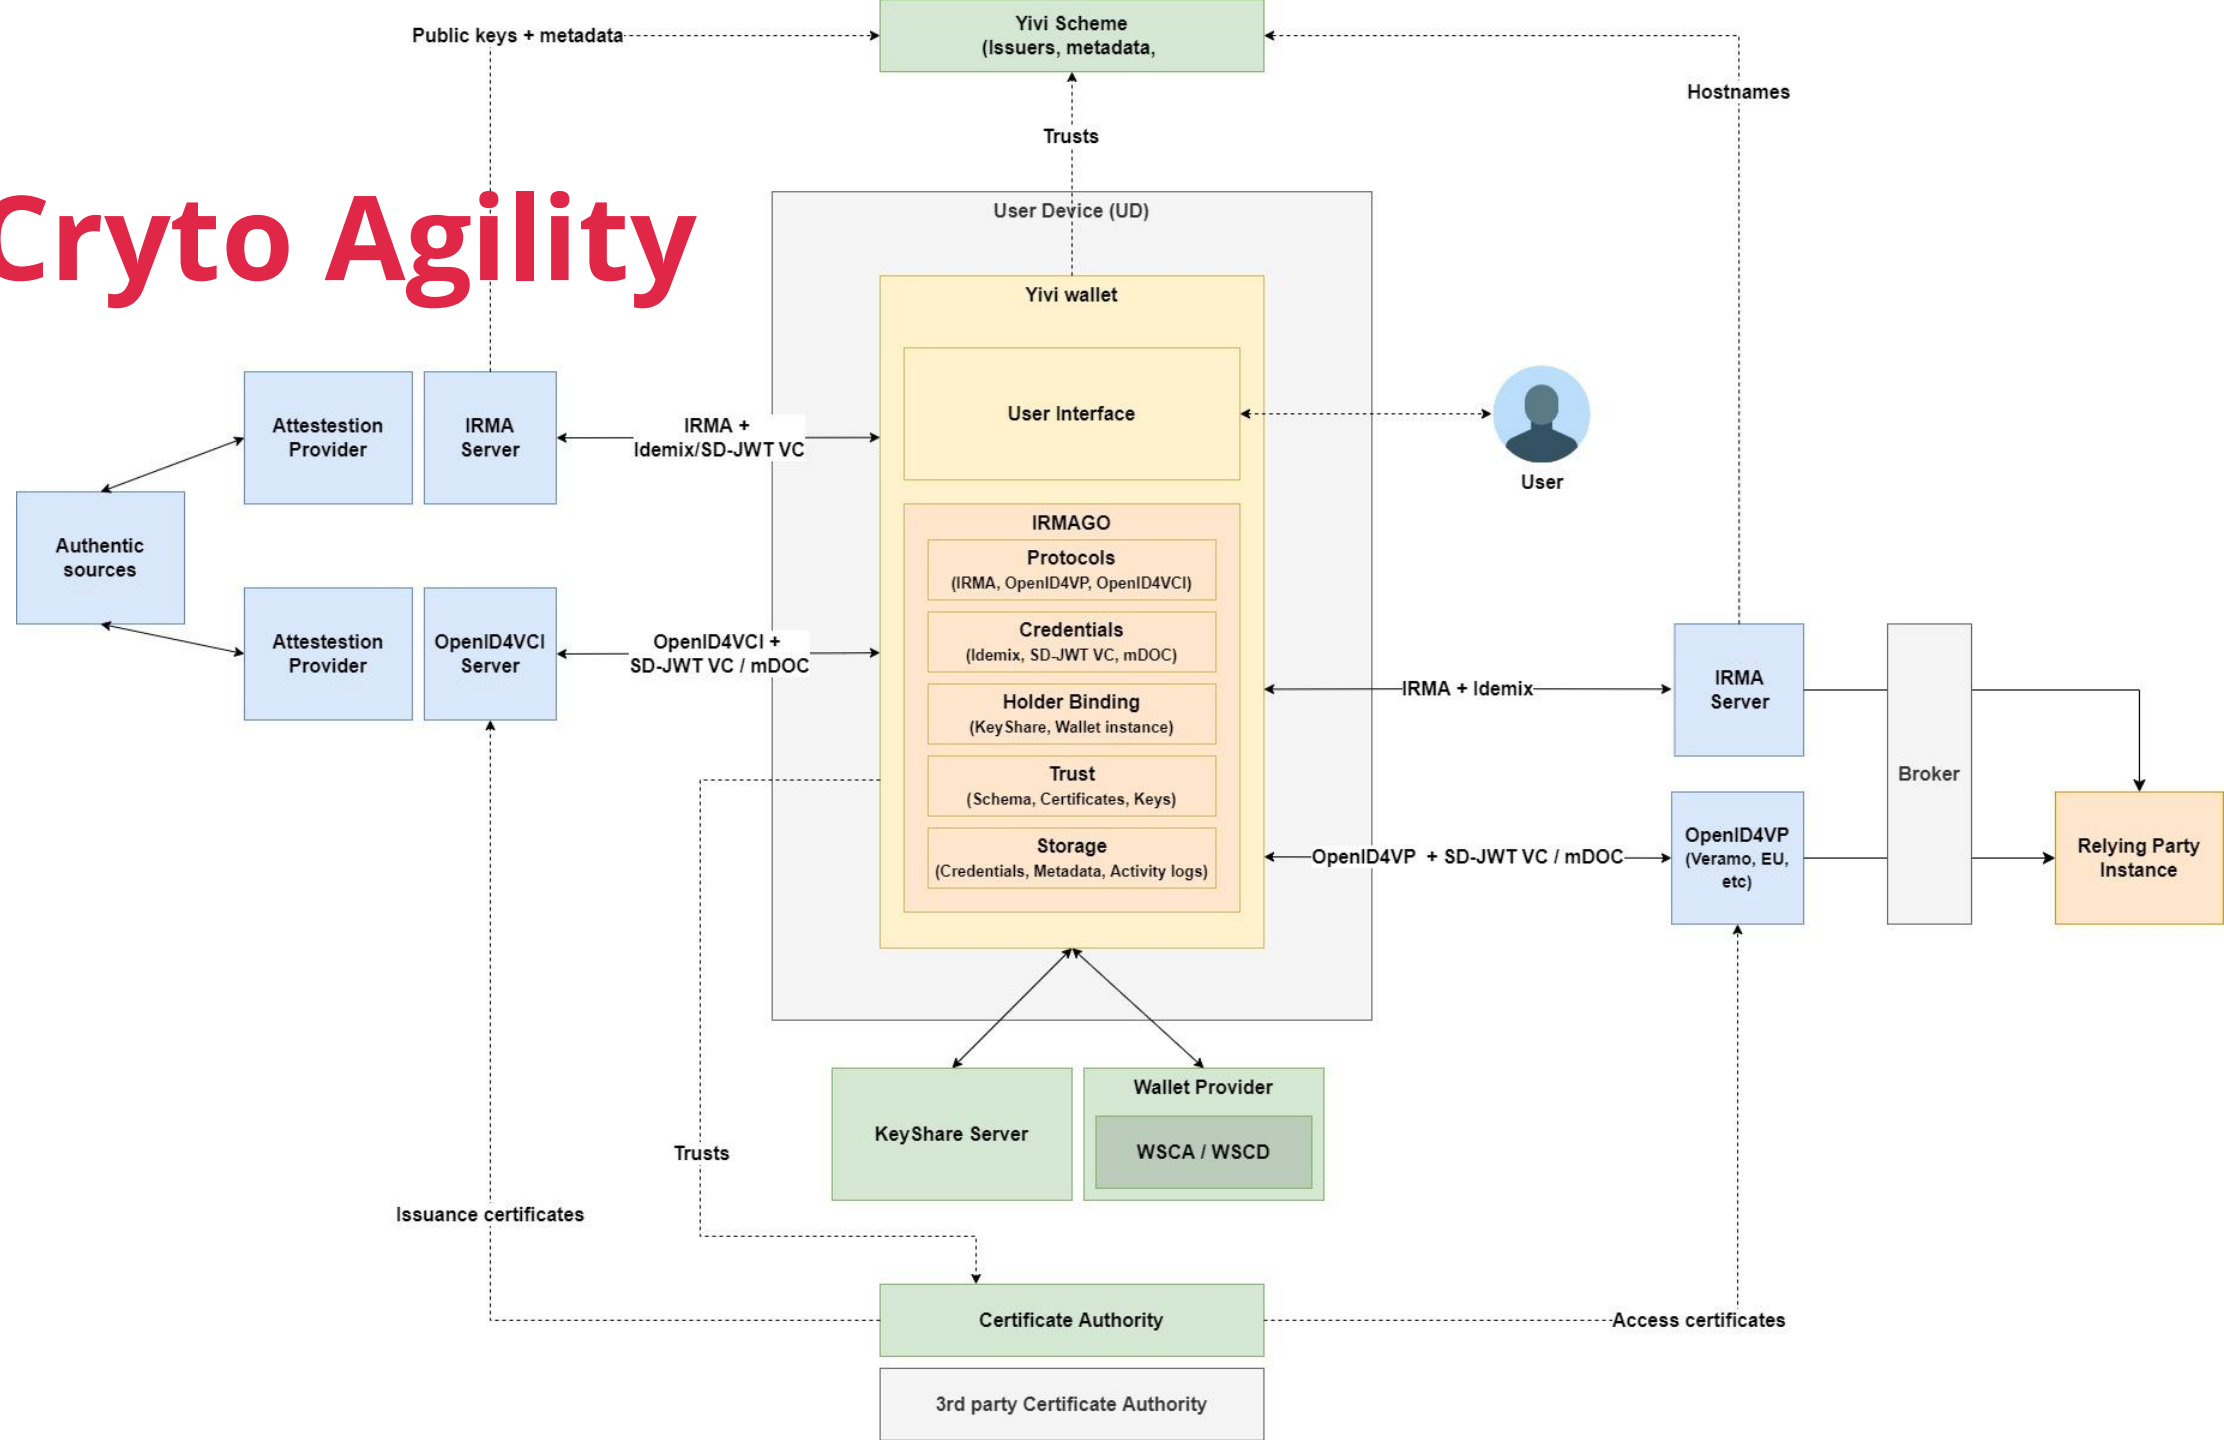 Yivi Scheme
(Issuers, metadata,
Public keys + metadata
Hostnames
Trusts
Cryto Agility
User Device (UD)
Yivi wallet
User Interface
User
Attestestion
Provider
IRMA
Server
IRMA +
Idemix/SD-JWT VC
Authentic
sources
Attestestion
Provider
OpenID4VCI
Server
OpenID4VCI +
SD-JWT VC / mDOC
IRMAGO
Protocols
(IRMA, OpenID4VP, OpenID4VCI)
Credentials
(Idemix, SD-JWT VC, mDOC)
Holder Binding
(KeyShare, Wallet instance)
Trust
(Schema, Certificates, Keys)
Storage
(Credentials, Metadata, Activity logs)
IRMA + Idemix
IRMA
Server
Broker
OpenID4VP + SD-JWT VC / mDOC
OpenID4VP
(Veramo, EU,
etc)
Relying Party
Instance
KeyShare Server
Wallet Provider
WSCA / WSCD
Trusts
Issuance certificates
Certificate Authority
Access certificates
3rd party Certificate Authority